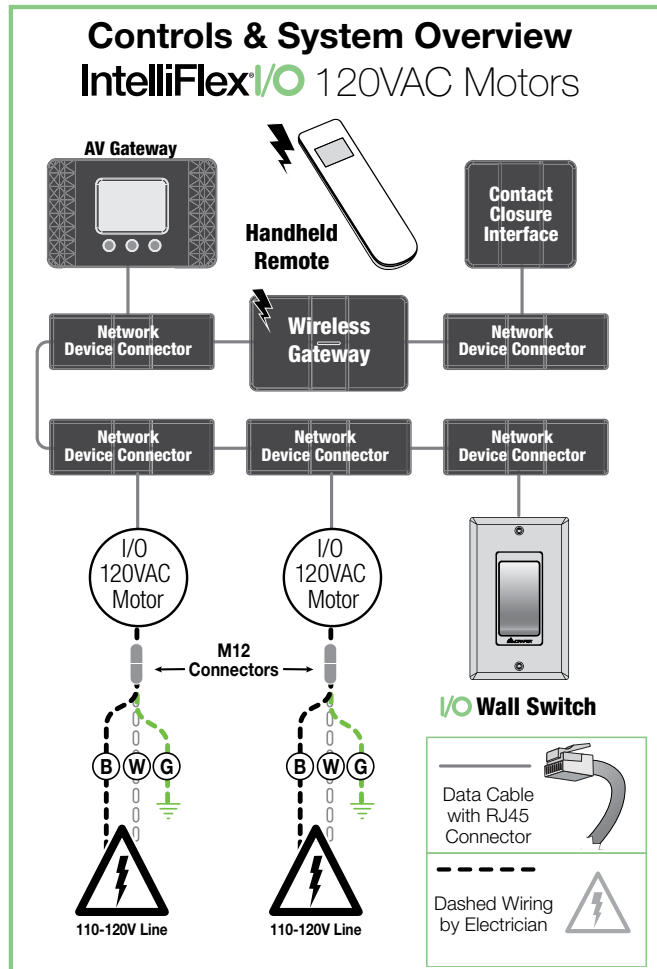 Controls & System Overview
IntelliFlex® I/O 120VAC Motors
AV Gateway
Handheld
Remote
Contact
Closure
Interface
Network
Device Connector
Wireless
Gateway
Network
Device Connector
Network
Device Connector
Network
Device Connector
Network
Device Connector
I/O
120VAC
Motor
I/O
120VAC
Motor
M12
Connectors
DRAPER
I/O Wall Switch
B W G
B W G
110-120V Line
110-120V Line
Data Cable
with RJ45
Connector
Dashed Wiring
by Electrician